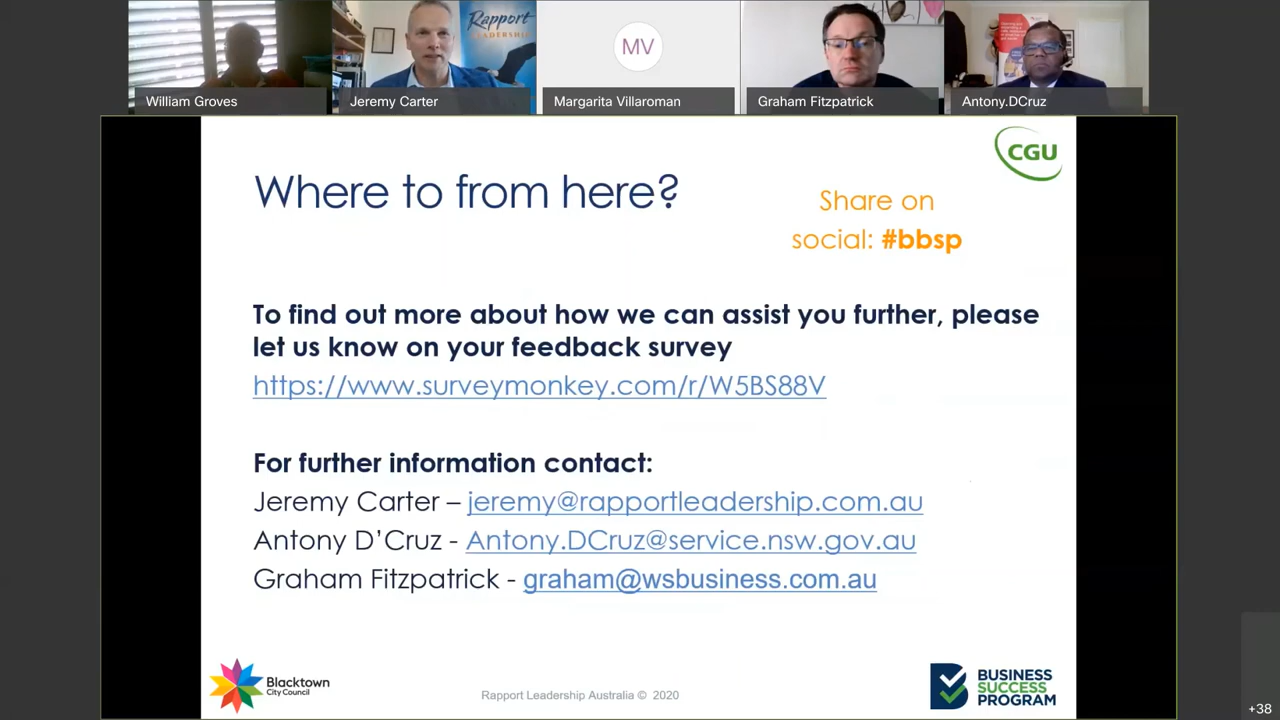 Rapport
LEADERSHIP
MV
William Groves
Jeremy Carter
Margarita Villaroman
Graham Fitzpatrick
Antony.DCruz
CGU
Where to from here?
Share on
social: #bbsp
To find out more about how we can assist you further, please
let us know on your feedback survey
https://www.surveymonkey.com/r/W5BS88V
For further information contact:
Jeremy Carter – jeremy@rapportleadership.com.au
Antony D’Cruz - Antony.DCruz@service.nsw.gov.au
Graham Fitzpatrick - graham@wsbusiness.com.au
Blacktown
City Council
Rapport Leadership Australia © 2020
BUSINESS
SUCCESS
PROGRAM
+38